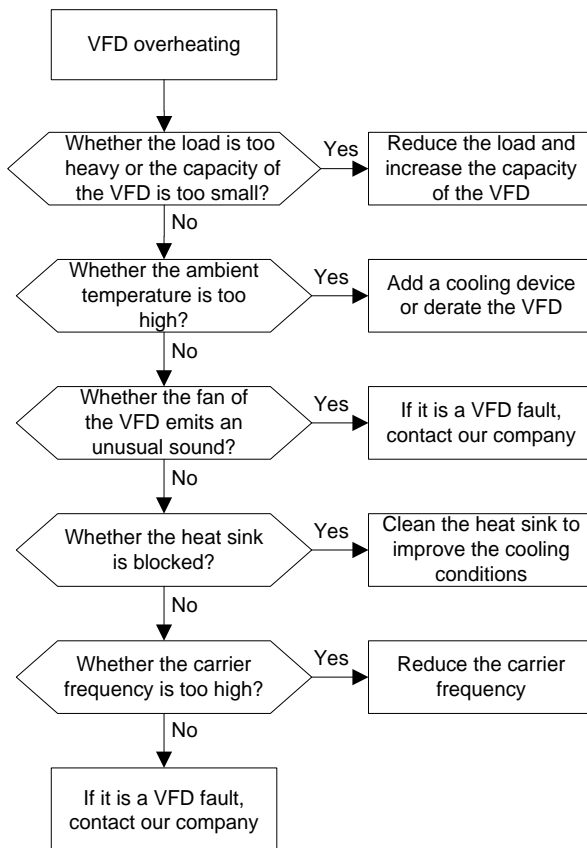 VFD overheating
Whether the load is too
heavy or the capacity of
the VFD is too small?
Yes
Reduce the load and
increase the capacity
of the VFD
No
Whether the ambient
temperature is too
high?
Yes
Add a cooling device
or derate the VFD
No
Whether the fan of
the VFD emits an
unusual sound?
Yes
If it is a VFD fault,
contact our company
No
Whether the heat sink
is blocked?
Yes
Clean the heat sink to
improve the cooling
conditions
No
Whether the carrier
frequency is too high?
Yes
Reduce the carrier
frequency
No
If it is a VFD fault,
contact our company